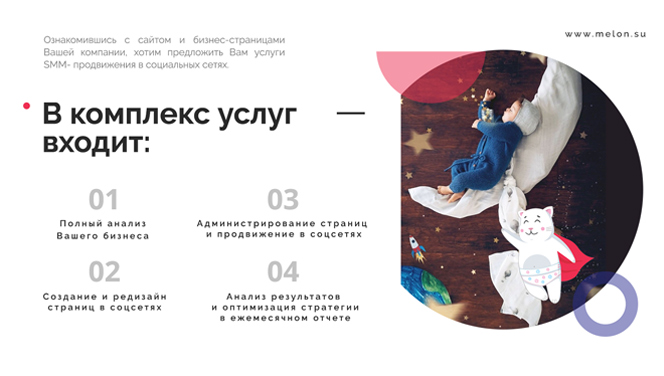 www.melon.su
Ознакомившись с сайтом и бизнес-страницами
Вашей компании, хотим предложить Вам услуги
SMM- продвижения в социальных сетях.
В комплекс услуг
входит:
01
Полный анализ
Вашего бизнеса
02
Создание и редизайн
страниц в соцсетях
03
Администрирование страниц
и продвижение в соцсетях
04
Анализ результатов
и оптимизация стратегии
в ежемесячном отчете